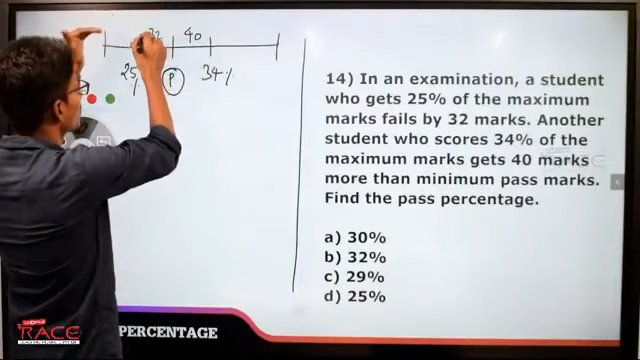 32 40
25% P 34%
14) In an examination, a student
who gets 25% of the maximum
marks fails by 32 marks. Another
student who scores 34% of the
maximum marks gets 40 marks
more than minimum pass marks.
Find the pass percentage.
a) 30%
b) 32%
c) 29%
d) 25%
RACE
PERCENTAGE